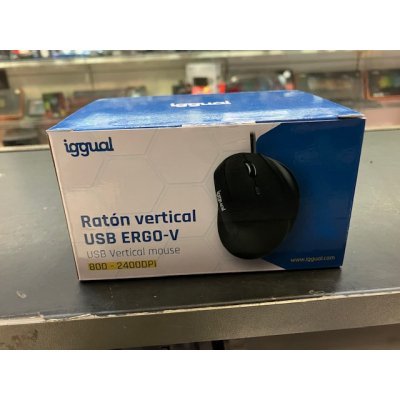 iggual
iggual
Ratón vertical
USB ERGO-V
USB Vertical mouse
800 - 2400DPI
www.iggual.com